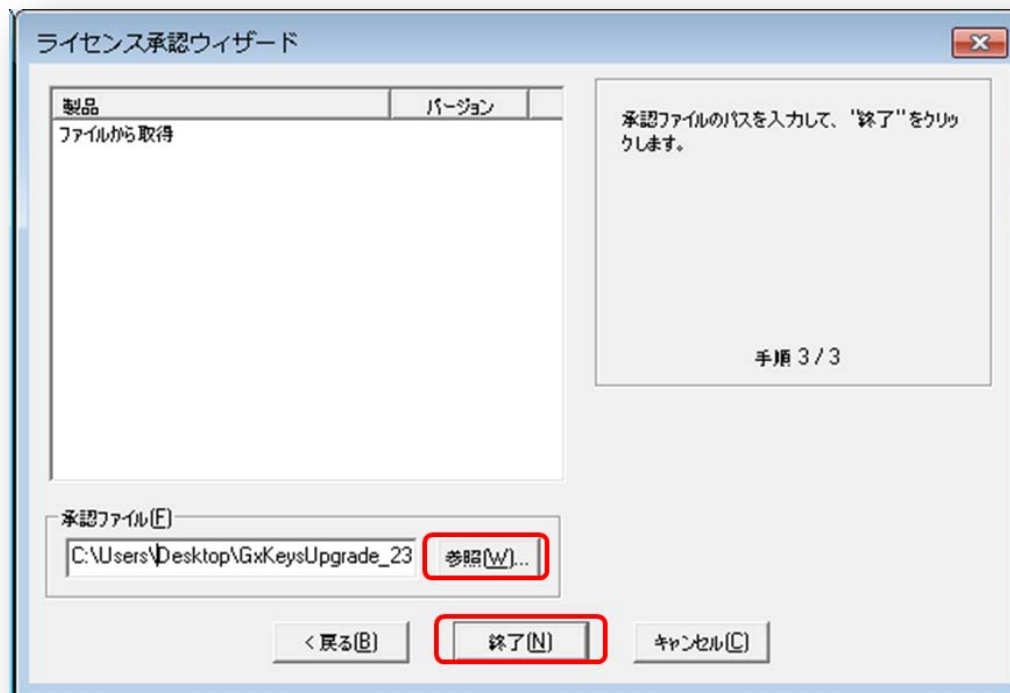 ライセンス承認ウィザード
製品 バージョン
ファイルから取得
承認ファイルのパスを入力して、"終了"をクリッ
クします。
手順 3 / 3
承認ファイル(F)
C:\Users\Desktop\GxKeysUpgrade_23
参照(W)...
< 戻る(B)
終了(N)
キャンセル(C)